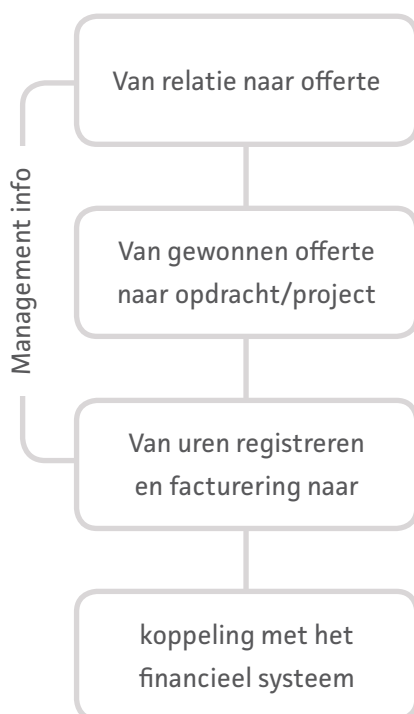 Van relatie naar offerte
Management info
Van gewonnen offerte
naar opdracht/project
Van uren registreren
en facturering naar
koppeling met het
financieel systeem